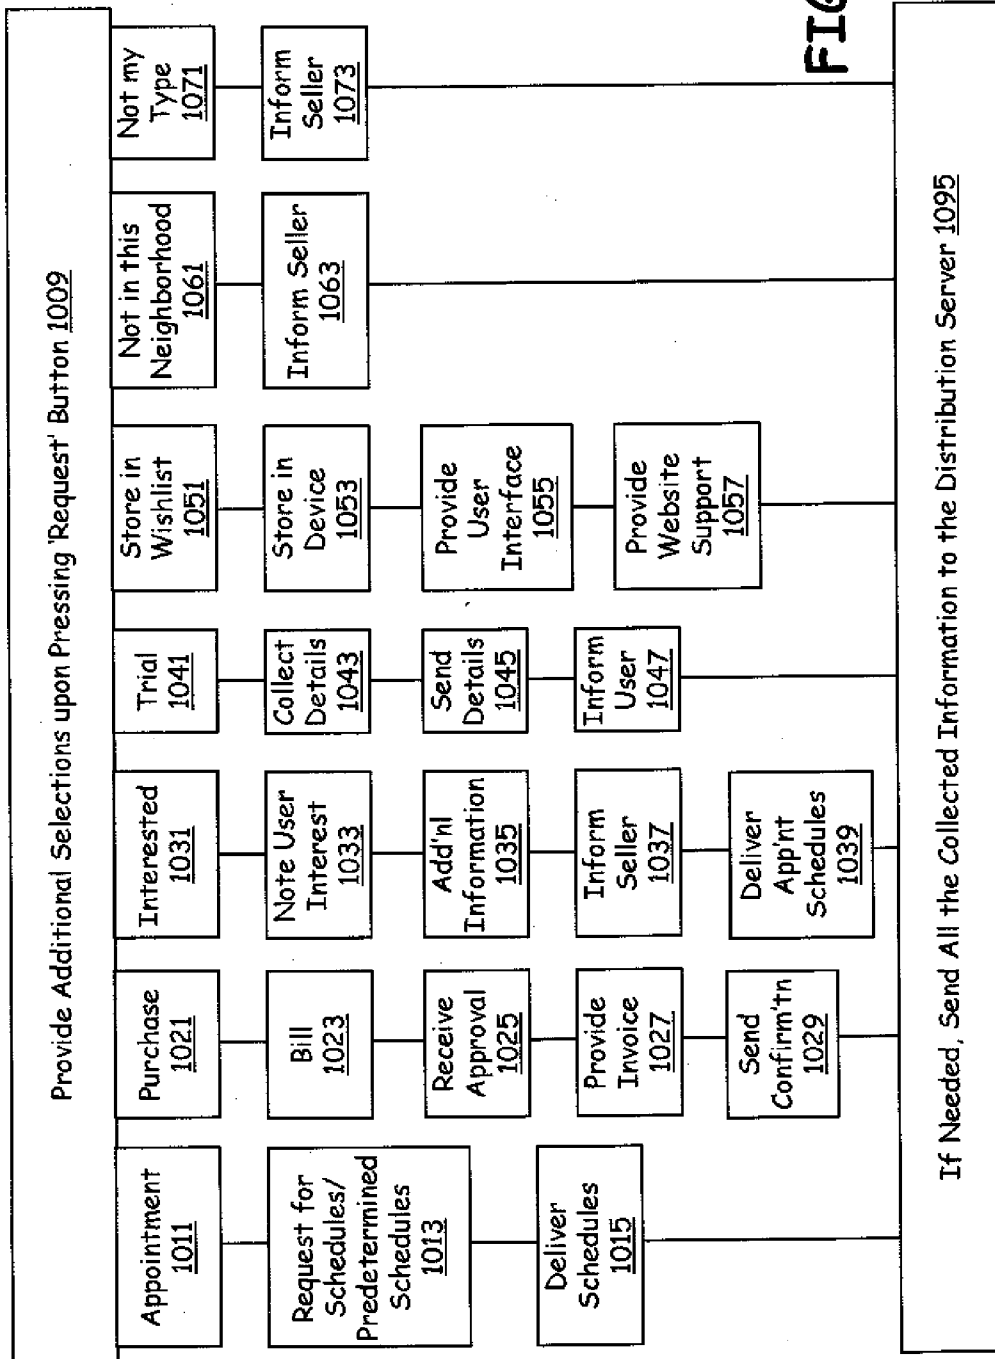 Provide Additional Selections upon Pressing 'Request' Button 1009
Appointment
1011
Request for
Schedules/
Predetermined
Schedules
1013
Deliver
Schedules
1015
Purchase
1021
Bill
1023
Receive
Approval
1025
Provide
Invoice
1027
Send
Confirm'tn
1029
Interested
1031
Note User
Interest
1033
Add'nl
Information
1035
Inform
Seller
1037
Deliver
App'nt
Schedules
1039
Trial
1041
Collect
Details
1043
Send
Details
1045
Inform
User
1047
Store in
Wishlist
1051
Store in
Device
1053
Provide
User
Interface
1055
Provide
Website
Support
1057
Not in this
Neighborhood
1061
Inform Seller
1063
Not my
Type
1071
Inform
Seller
1073
If Needed, Send All the Collected Information to the Distribution Server 1095
FIG